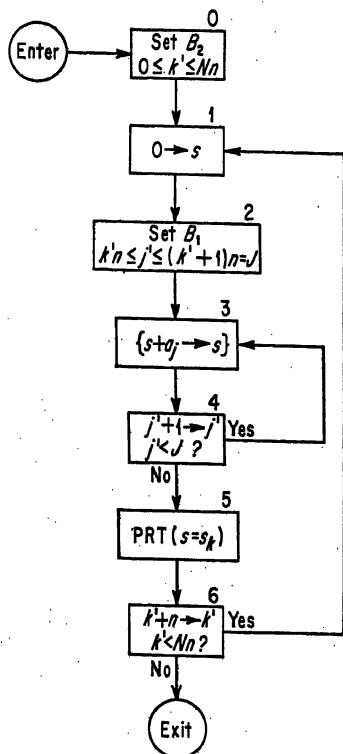 0
Enter
Set B₂
0 ≤ k' ≤ Nn
1
0 → s
2
Set B₁
k'n ≤ j' ≤ (k' + 1)n = J
3
{s + aⱼ → s}
4
j' + 1 → j'
j' < J ?
Yes
No
5
PRT (s = sₖ)
6
k' + n → k'
k' < Nn ?
Yes
No
Exit